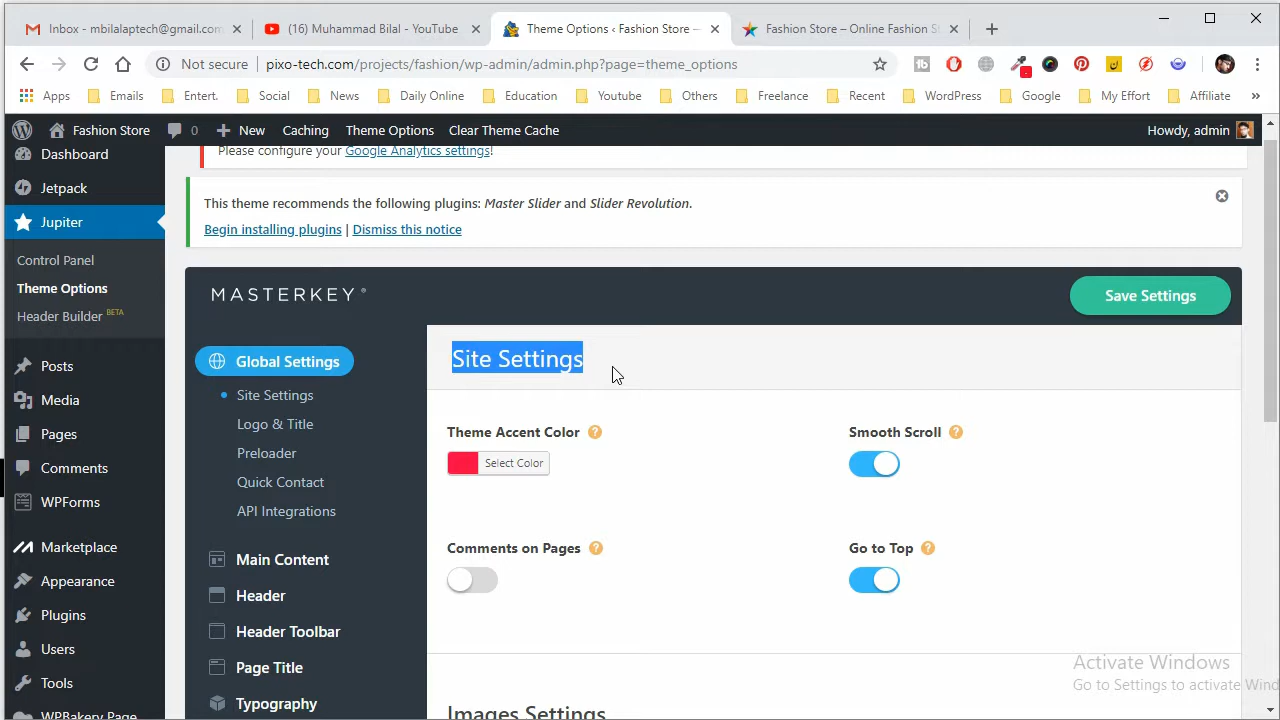 Inbox - mbilalaptech@gmail.com
(16) Muhammad Bilal - YouTube
Theme Options ‹ Fashion Store —
Fashion Store – Online Fashion S
Not secure
pixo-tech.com/projects/fashion/wp-admin/admin.php?page=theme_options
Apps Emails Entert. Social News Daily Online Education Youtube Others Freelance Recent WordPress Google My Effort Affiliate »
Fashion Store 0 New Caching Theme Options Clear Theme Cache Howdy, admin
Dashboard
Jetpack
Jupiter
Control Panel
Theme Options
Header Builder BETA
Posts
Media
Pages
Comments
WPForms
Marketplace
Appearance
Plugins
Users
Tools
WPBakery Page
Please configure your Google Analytics settings!
This theme recommends the following plugins: Master Slider and Slider Revolution.
Begin installing plugins | Dismiss this notice
MASTERKEY ®
Save Settings
Global Settings
Site Settings
Logo & Title
Preloader
Quick Contact
API Integrations
Main Content
Header
Header Toolbar
Page Title
Typography
Site Settings
Theme Accent Color ?
Smooth Scroll ?
Select Color
Comments on Pages ?
Go to Top ?
Images Settings
Activate Windows
Go to Settings to activate Wind